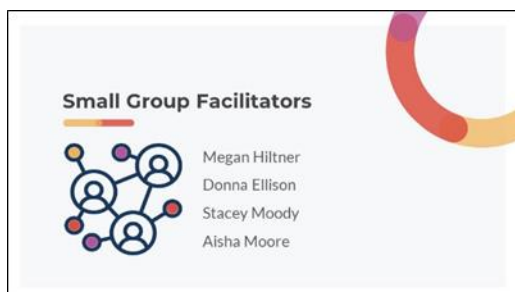 Small Group Facilitators
Megan Hiltner
Donna Ellison
Stacey Moody
Aisha Moore